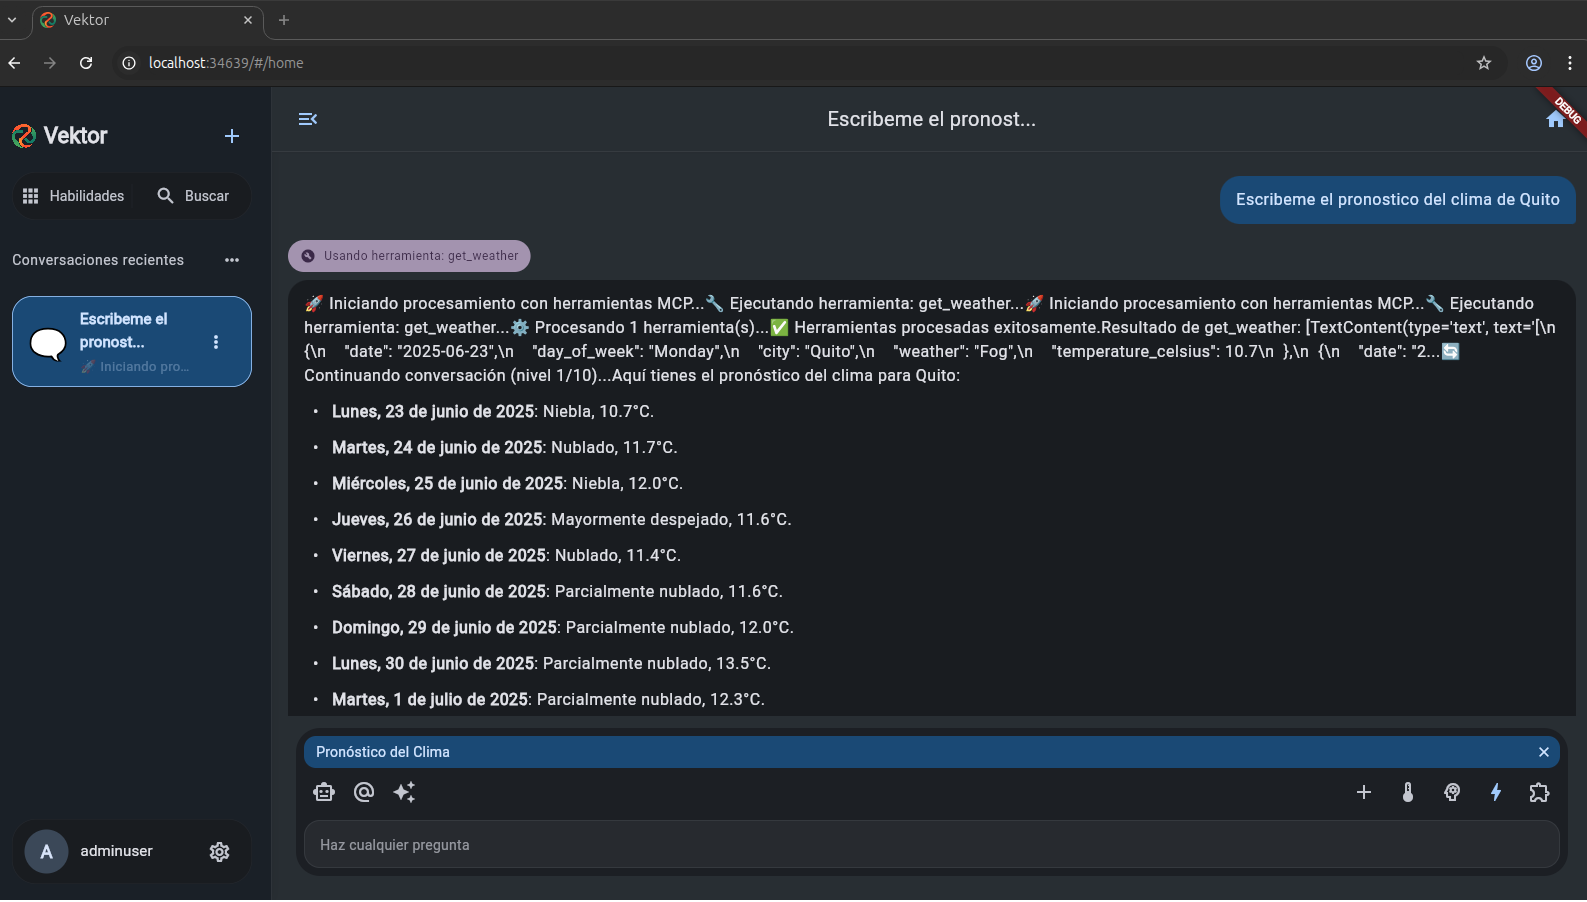 Vektor
localhost:34639/#/home
Vektor
Habilidades
Buscar
Conversaciones recientes
Escribeme el
pronost...
🚀 Iniciando pro...
A
adminuser
Escribeme el pronost...
DEBUG
Escribeme el pronostico del clima de Quito
Usando herramienta: get_weather
🚀 Iniciando procesamiento con herramientas MCP...🔧 Ejecutando herramienta: get_weather...🚀 Iniciando procesamiento con herramientas MCP...🔧 Ejecutando
herramienta: get_weather...⚙️ Procesando 1 herramienta(s)...✅ Herramientas procesadas exitosamente.Resultado de get_weather: [TextContent(type='text', text='[\n
{\n    "date": "2025-06-23",\n    "day_of_week": "Monday",\n    "city": "Quito",\n    "weather": "Fog",\n    "temperature_celsius": 10.7\n  },\n  {\n    "date": "2...🔄
Continuando conversación (nivel 1/10)...Aquí tienes el pronóstico del clima para Quito:
• Lunes, 23 de junio de 2025: Niebla, 10.7°C.
• Martes, 24 de junio de 2025: Nublado, 11.7°C.
• Miércoles, 25 de junio de 2025: Niebla, 12.0°C.
• Jueves, 26 de junio de 2025: Mayormente despejado, 11.6°C.
• Viernes, 27 de junio de 2025: Nublado, 11.4°C.
• Sábado, 28 de junio de 2025: Parcialmente nublado, 11.6°C.
• Domingo, 29 de junio de 2025: Parcialmente nublado, 12.0°C.
• Lunes, 30 de junio de 2025: Parcialmente nublado, 13.5°C.
• Martes, 1 de julio de 2025: Parcialmente nublado, 12.3°C.
Pronóstico del Clima
Haz cualquier pregunta